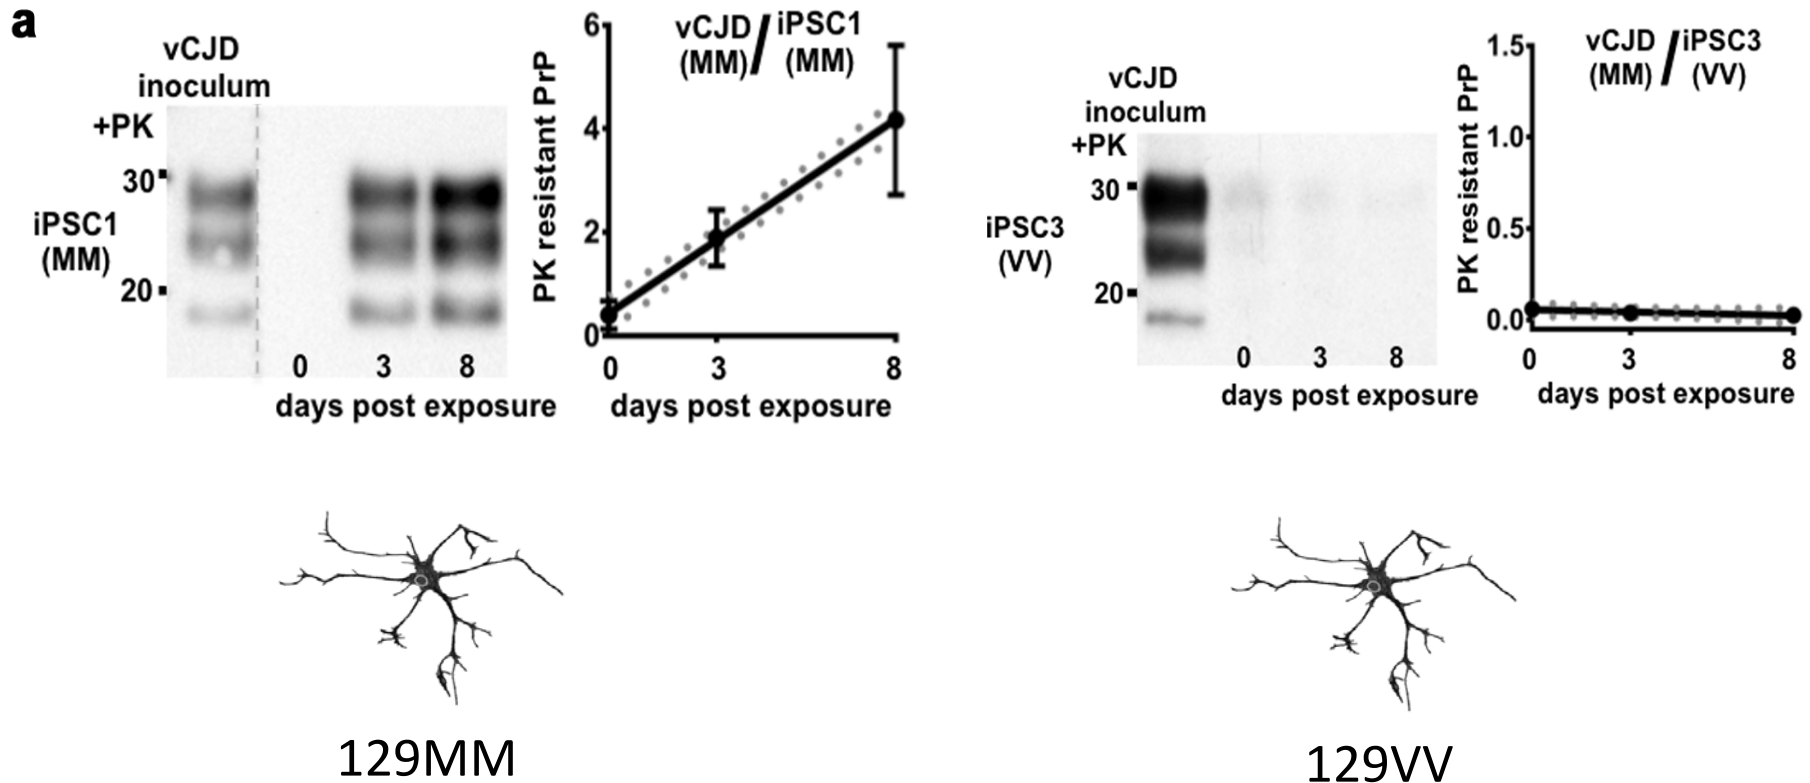 a
vCJD
inoculum
+PK
30
iPSC1
(MM)
20
0 3 8
days post exposure
6
4
2
0
PK resistant PrP
vCJD / iPSC1
(MM) (MM)
0 3 8
days post exposure
vCJD
inoculum
+PK
30
iPSC3
(VV)
20
0 3 8
days post exposure
1.5
1.0
0.5
0.0
PK resistant PrP
vCJD / iPSC3
(MM) (VV)
0 3 8
days post exposure
129MM
129VV